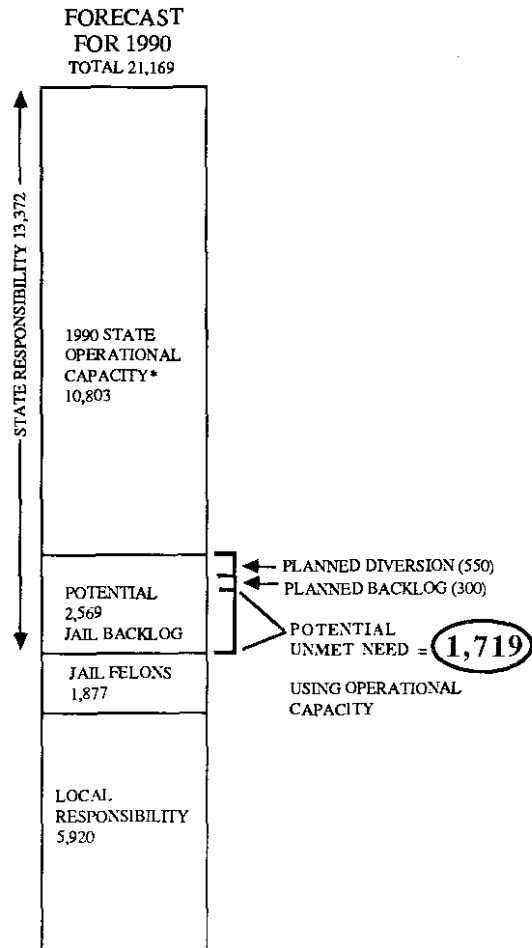 FORECAST
FOR 1990
TOTAL 21,169
STATE RESPONSIBILITY 13,372
1990 STATE
OPERATIONAL
CAPACITY*
10,803
PLANNED DIVERSION (550)
PLANNED BACKLOG (300)
POTENTIAL
2,569
JAIL BACKLOG
POTENTIAL
UNMET NEED = 1,719
USING OPERATIONAL
CAPACITY
JAIL FELONS
1,877
LOCAL
RESPONSIBILITY
5,920